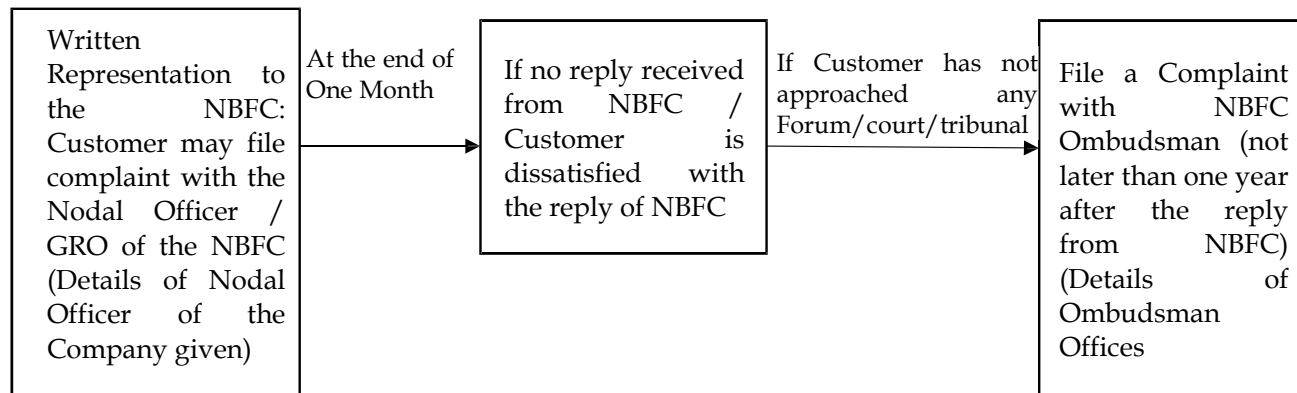 Written
Representation to
the NBFC:
Customer may file
complaint with the
Nodal Officer /
GRO of the NBFC
(Details of Nodal
Officer of the
Company given)
At the end of
One Month
If no reply received
from NBFC /
Customer is
dissatisfied with
the reply of NBFC
If Customer has not
approached any
Forum/court/tribunal
File a Complaint
with NBFC
Ombudsman (not
later than one year
after the reply
from NBFC)
(Details of
Ombudsman
Offices